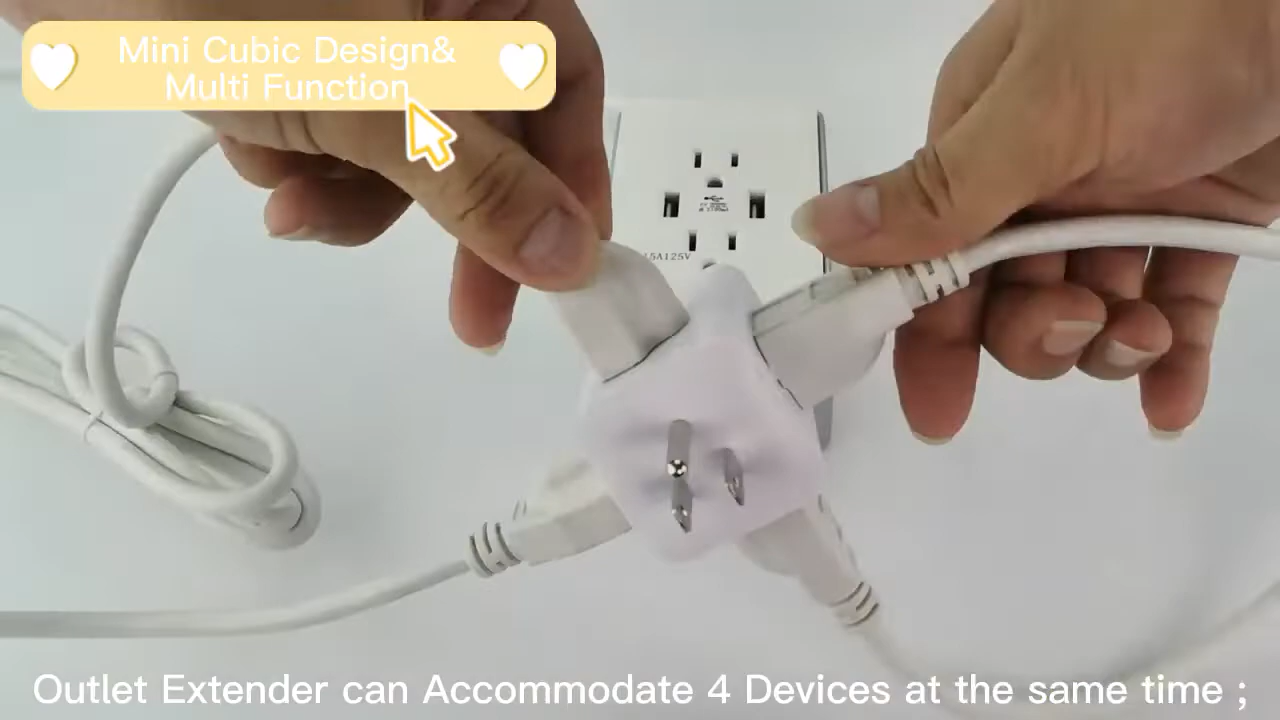 Mini Cubic Design&
Multi Function
15A125V
Outlet Extender can Accommodate 4 Devices at the same time ;